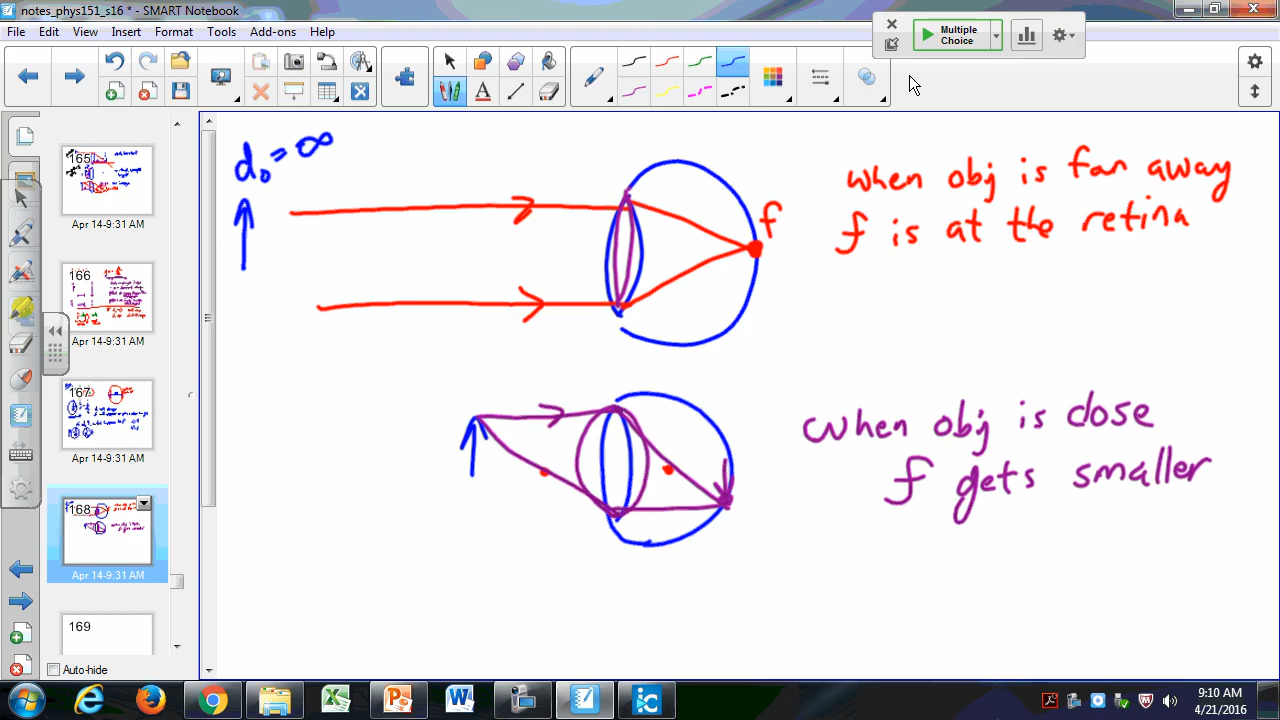 notes_phys151_s16 * - SMART Notebook
File Edit View Insert Format Tools Addons Help
Multiple Choice
165
Apr 14-9:31 AM
166
Apr 14-9:31 AM
167
Apr 14-9:31 AM
168
Apr 14-9:31 AM
169
Auto-hide
do = ∞
f
when obj is far away
f is at the retina
when obj is close
f gets smaller
9:10 AM
4/21/2016